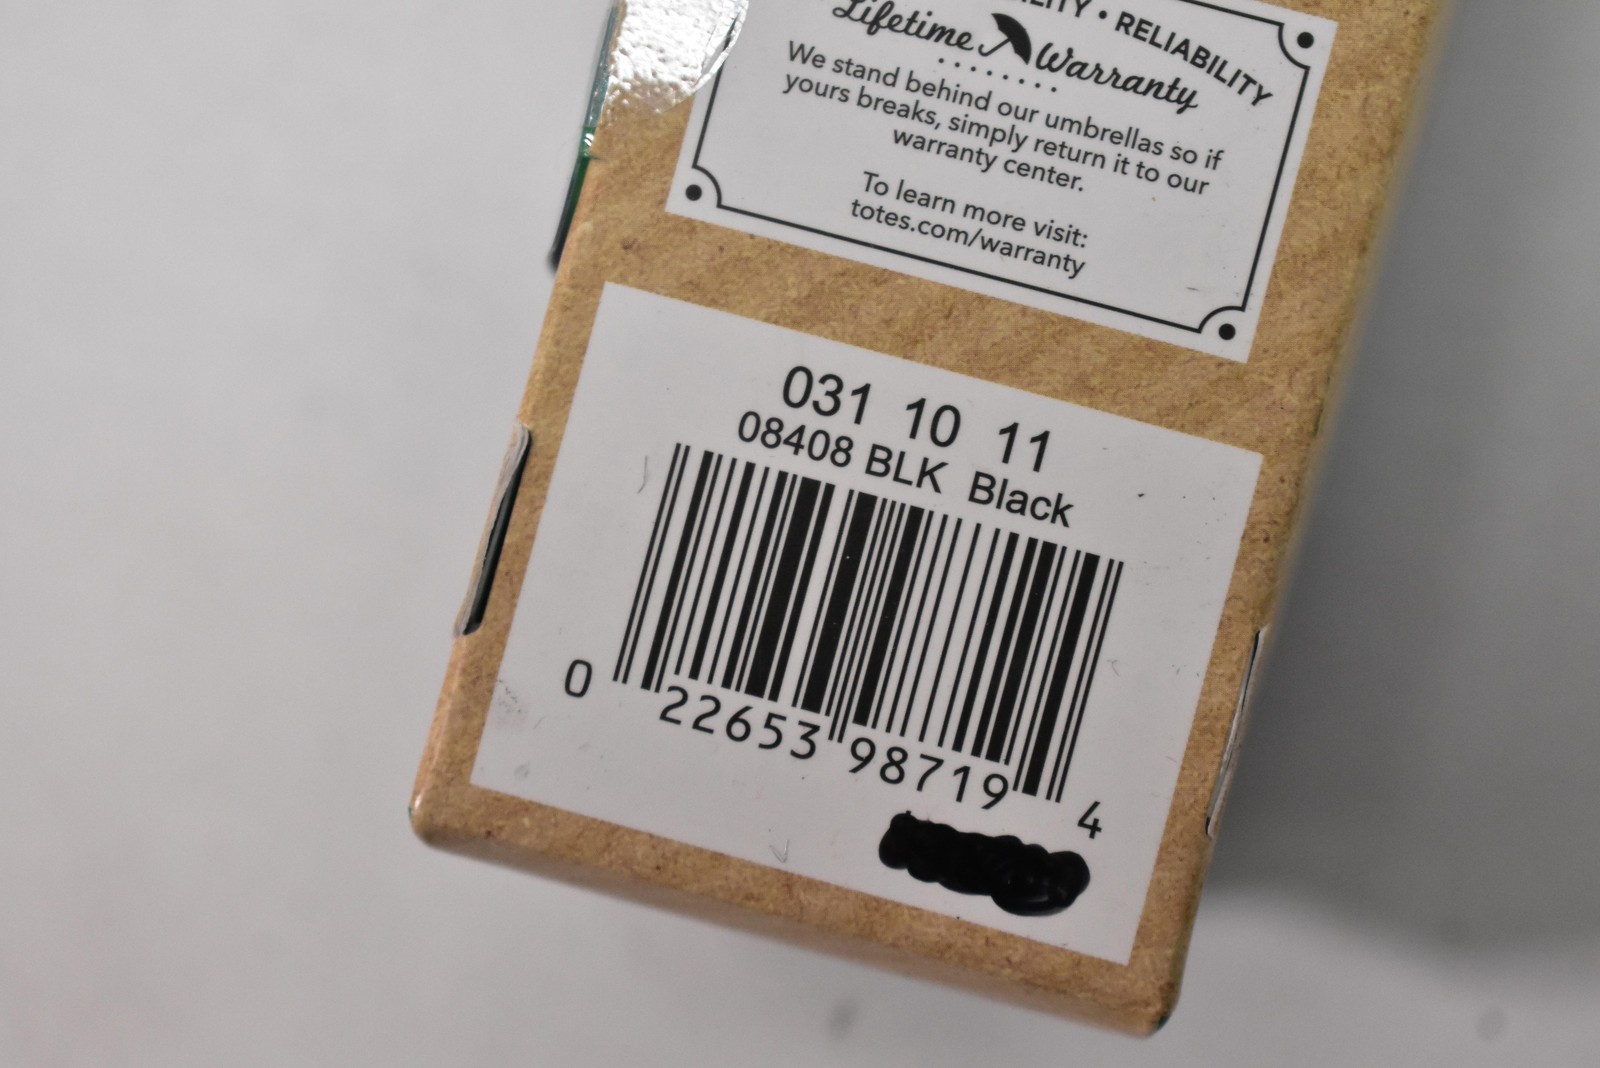 • RELIABILITY
Lifetime Warranty
We stand behind our umbrellas so if
yours breaks, simply return it to our
warranty center.
To learn more visit:
totes.com/warranty
031 10 11
08408 BLK Black
0 22653 98719 4